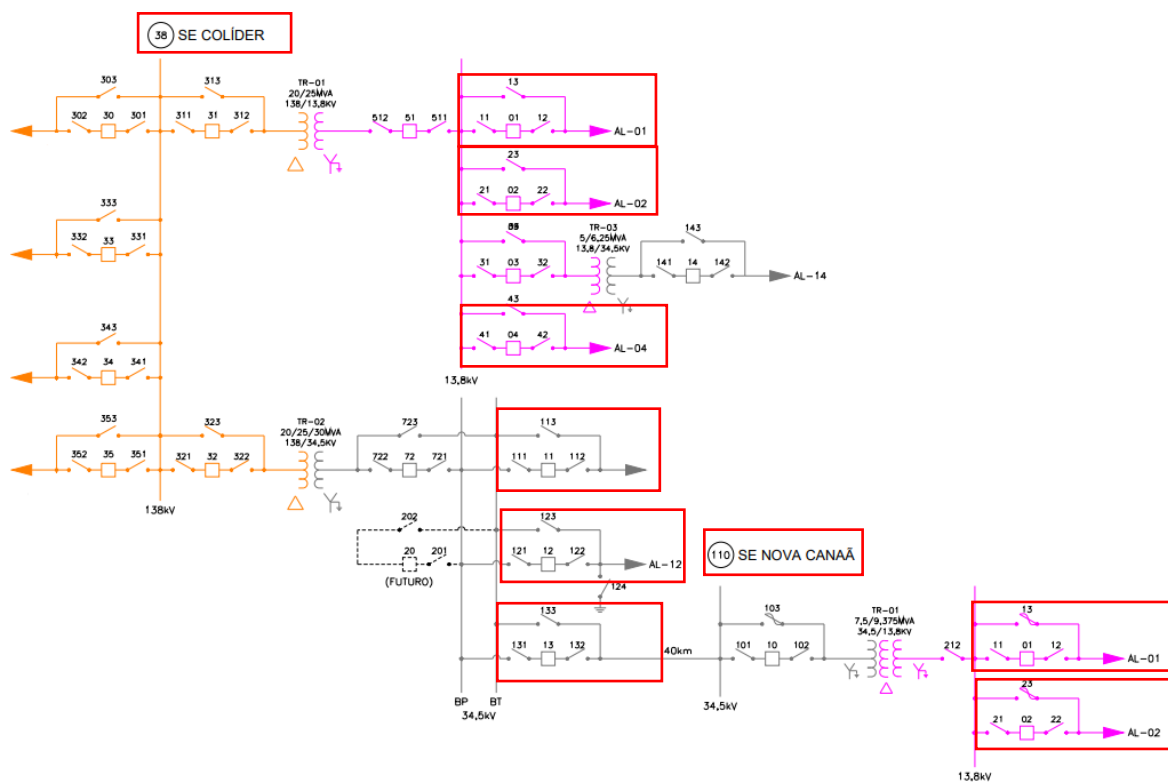 38 SE COLÍDER
303
302 30 301
313
311 31 312
TR-01
20/25MVA
138/13,8KV
512 51 511
13
11 01 12
AL-01
23
21 02 22
AL-02
333
332 33 331
31 03 32
TR-03
5/6,25MVA
13,8/34,5KV
143
141 14 142
AL-14
43
41 04 42
AL-04
13,8kV
343
342 34 341
353
352 35 351
323
321 32 322
138kV
TR-02
20/25/30MVA
138/34,5KV
723
722 72 721
113
111 11 112
202
20 201
(FUTURO)
123
121 12 122
AL-12
124
133
131 13 132
40km
BP BT
34,5kV
110 SE NOVA CANAÃ
103
101 10 102
34,5kV
TR-01
7,5/9,375MVA
34,5/13,8KV
212
13
11 01 12
AL-01
23
21 02 22
AL-02
13,8kV